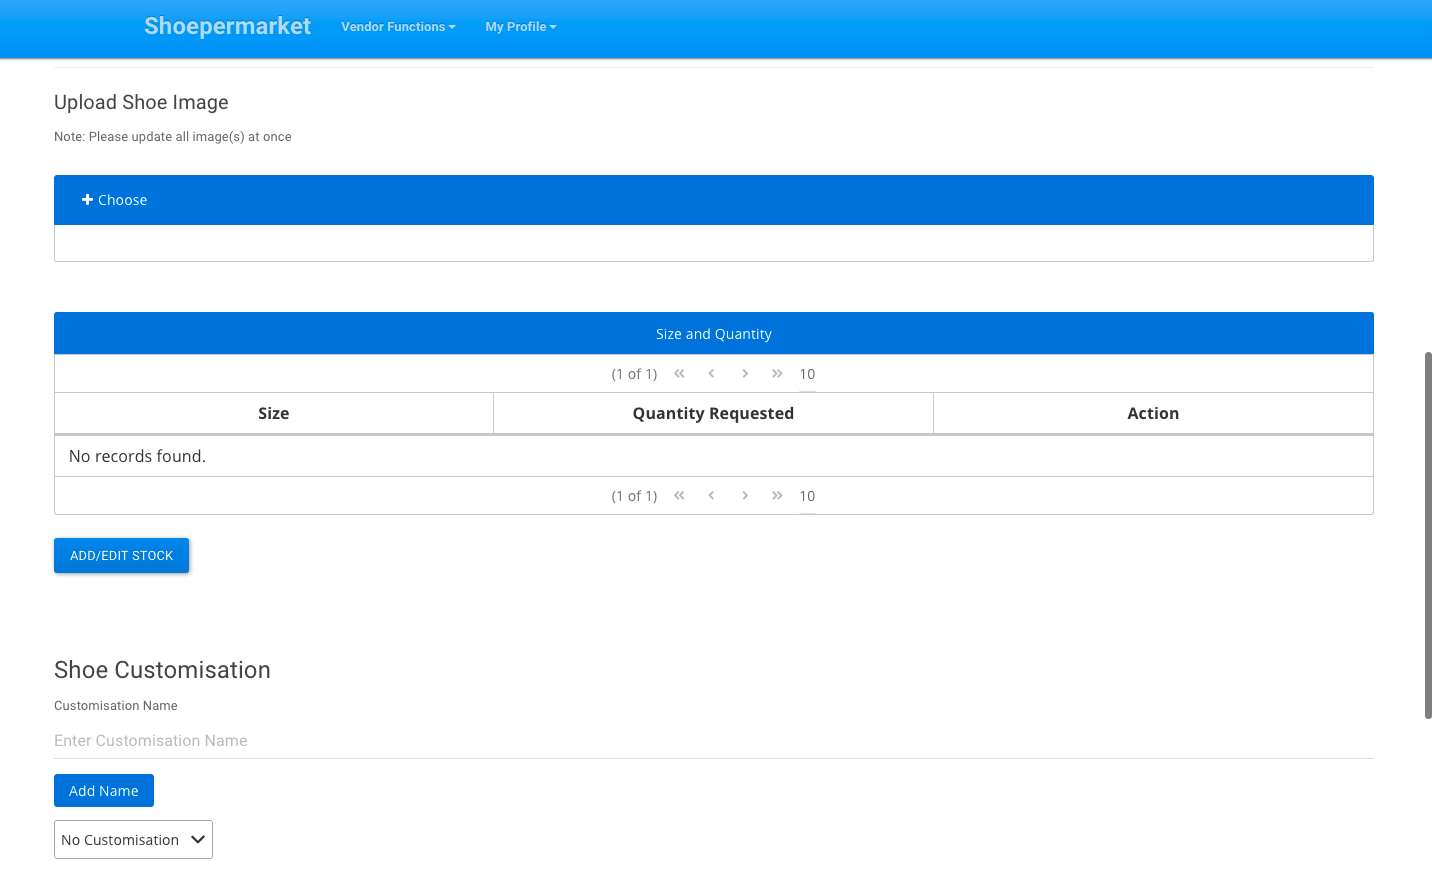 Shoepermarket Vendor Functions My Profile
Upload Shoe Image
Note: Please update all image(s) at once
Choose
Size and Quantity
(1 of 1) 10
Size Quantity Requested Action
No records found.
(1 of 1) 10
ADD/EDIT STOCK
Shoe Customisation
Customisation Name
Enter Customisation Name
Add Name
No Customisation